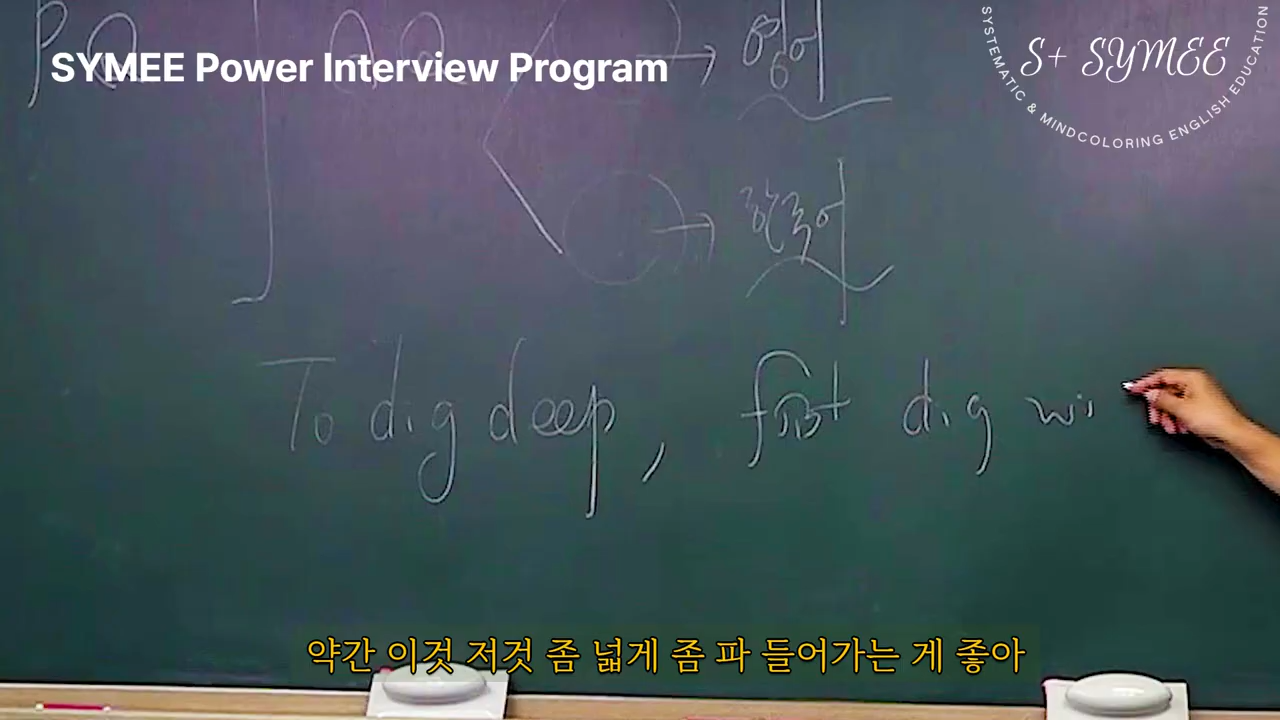 SYMEE Power Interview Program
S+ SYMEE
SYSTEMATIC & MINDCOLORING ENGLISH EDUCATION
영어
한국어
To dig deep, first dig wi
약간 이것 저것 좀 넓게 좀 파 들어가는 게 좋아